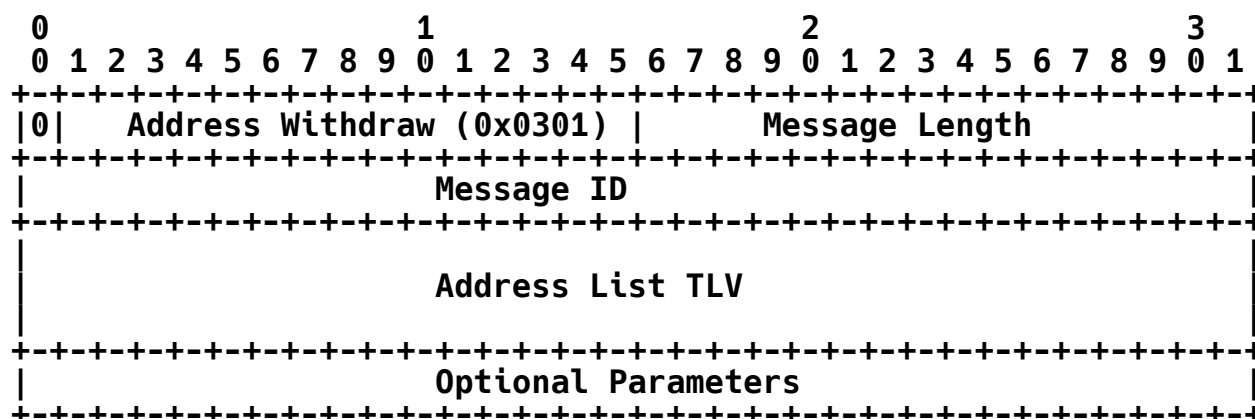 0                   1                   2                   3
 0 1 2 3 4 5 6 7 8 9 0 1 2 3 4 5 6 7 8 9 0 1 2 3 4 5 6 7 8 9 0 1
+-+-+-+-+-+-+-+-+-+-+-+-+-+-+-+-+-+-+-+-+-+-+-+-+-+-+-+-+-+-+-+-+
|0|   Address Withdraw (0x0301) |      Message Length           |
+-+-+-+-+-+-+-+-+-+-+-+-+-+-+-+-+-+-+-+-+-+-+-+-+-+-+-+-+-+-+-+-+
|                     Message ID                                |
+-+-+-+-+-+-+-+-+-+-+-+-+-+-+-+-+-+-+-+-+-+-+-+-+-+-+-+-+-+-+-+-+
|                                                               |
|                     Address List TLV                          |
|                                                               |
+-+-+-+-+-+-+-+-+-+-+-+-+-+-+-+-+-+-+-+-+-+-+-+-+-+-+-+-+-+-+-+-+
|                     Optional Parameters                       |
+-+-+-+-+-+-+-+-+-+-+-+-+-+-+-+-+-+-+-+-+-+-+-+-+-+-+-+-+-+-+-+-+